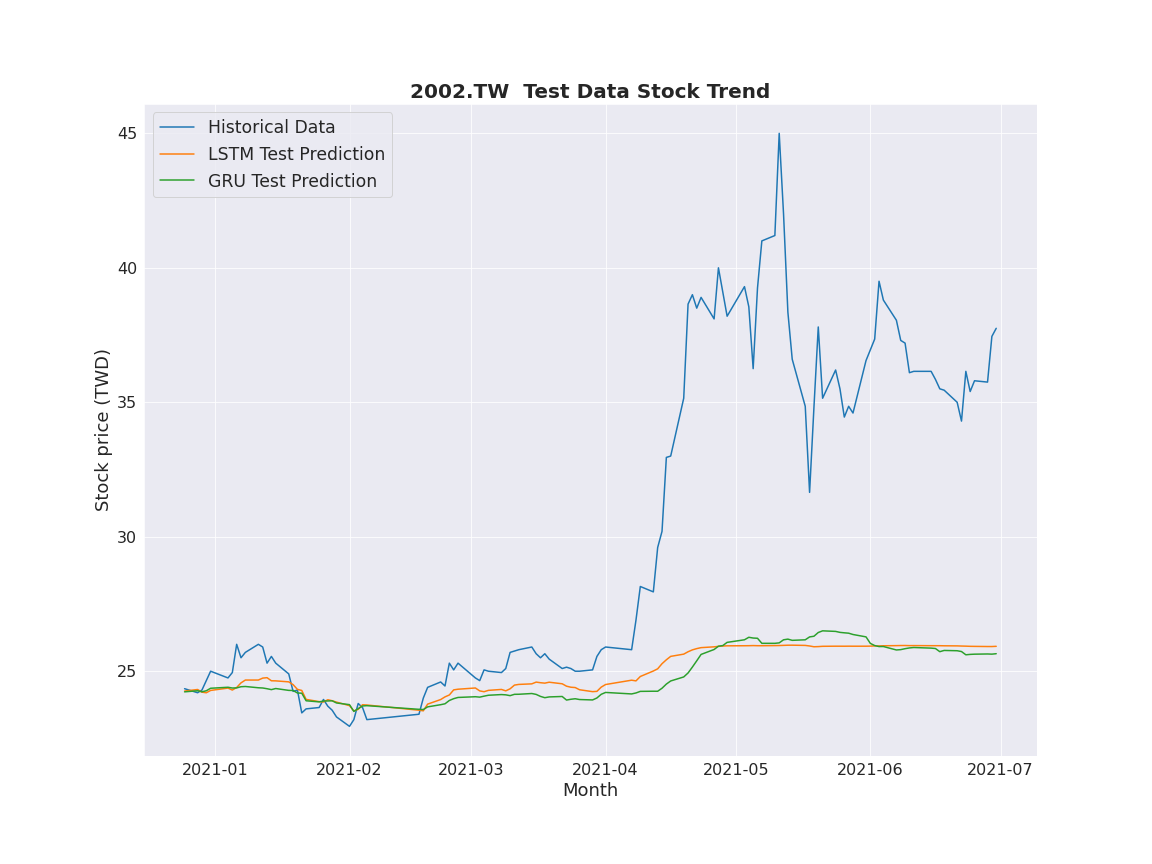 2002.TW  Test Data Stock Trend
Historical Data
LSTM Test Prediction
GRU Test Prediction
45
40
35
30
25
Stock price (TWD)
2021-01 2021-02 2021-03 2021-04 2021-05 2021-06 2021-07
Month